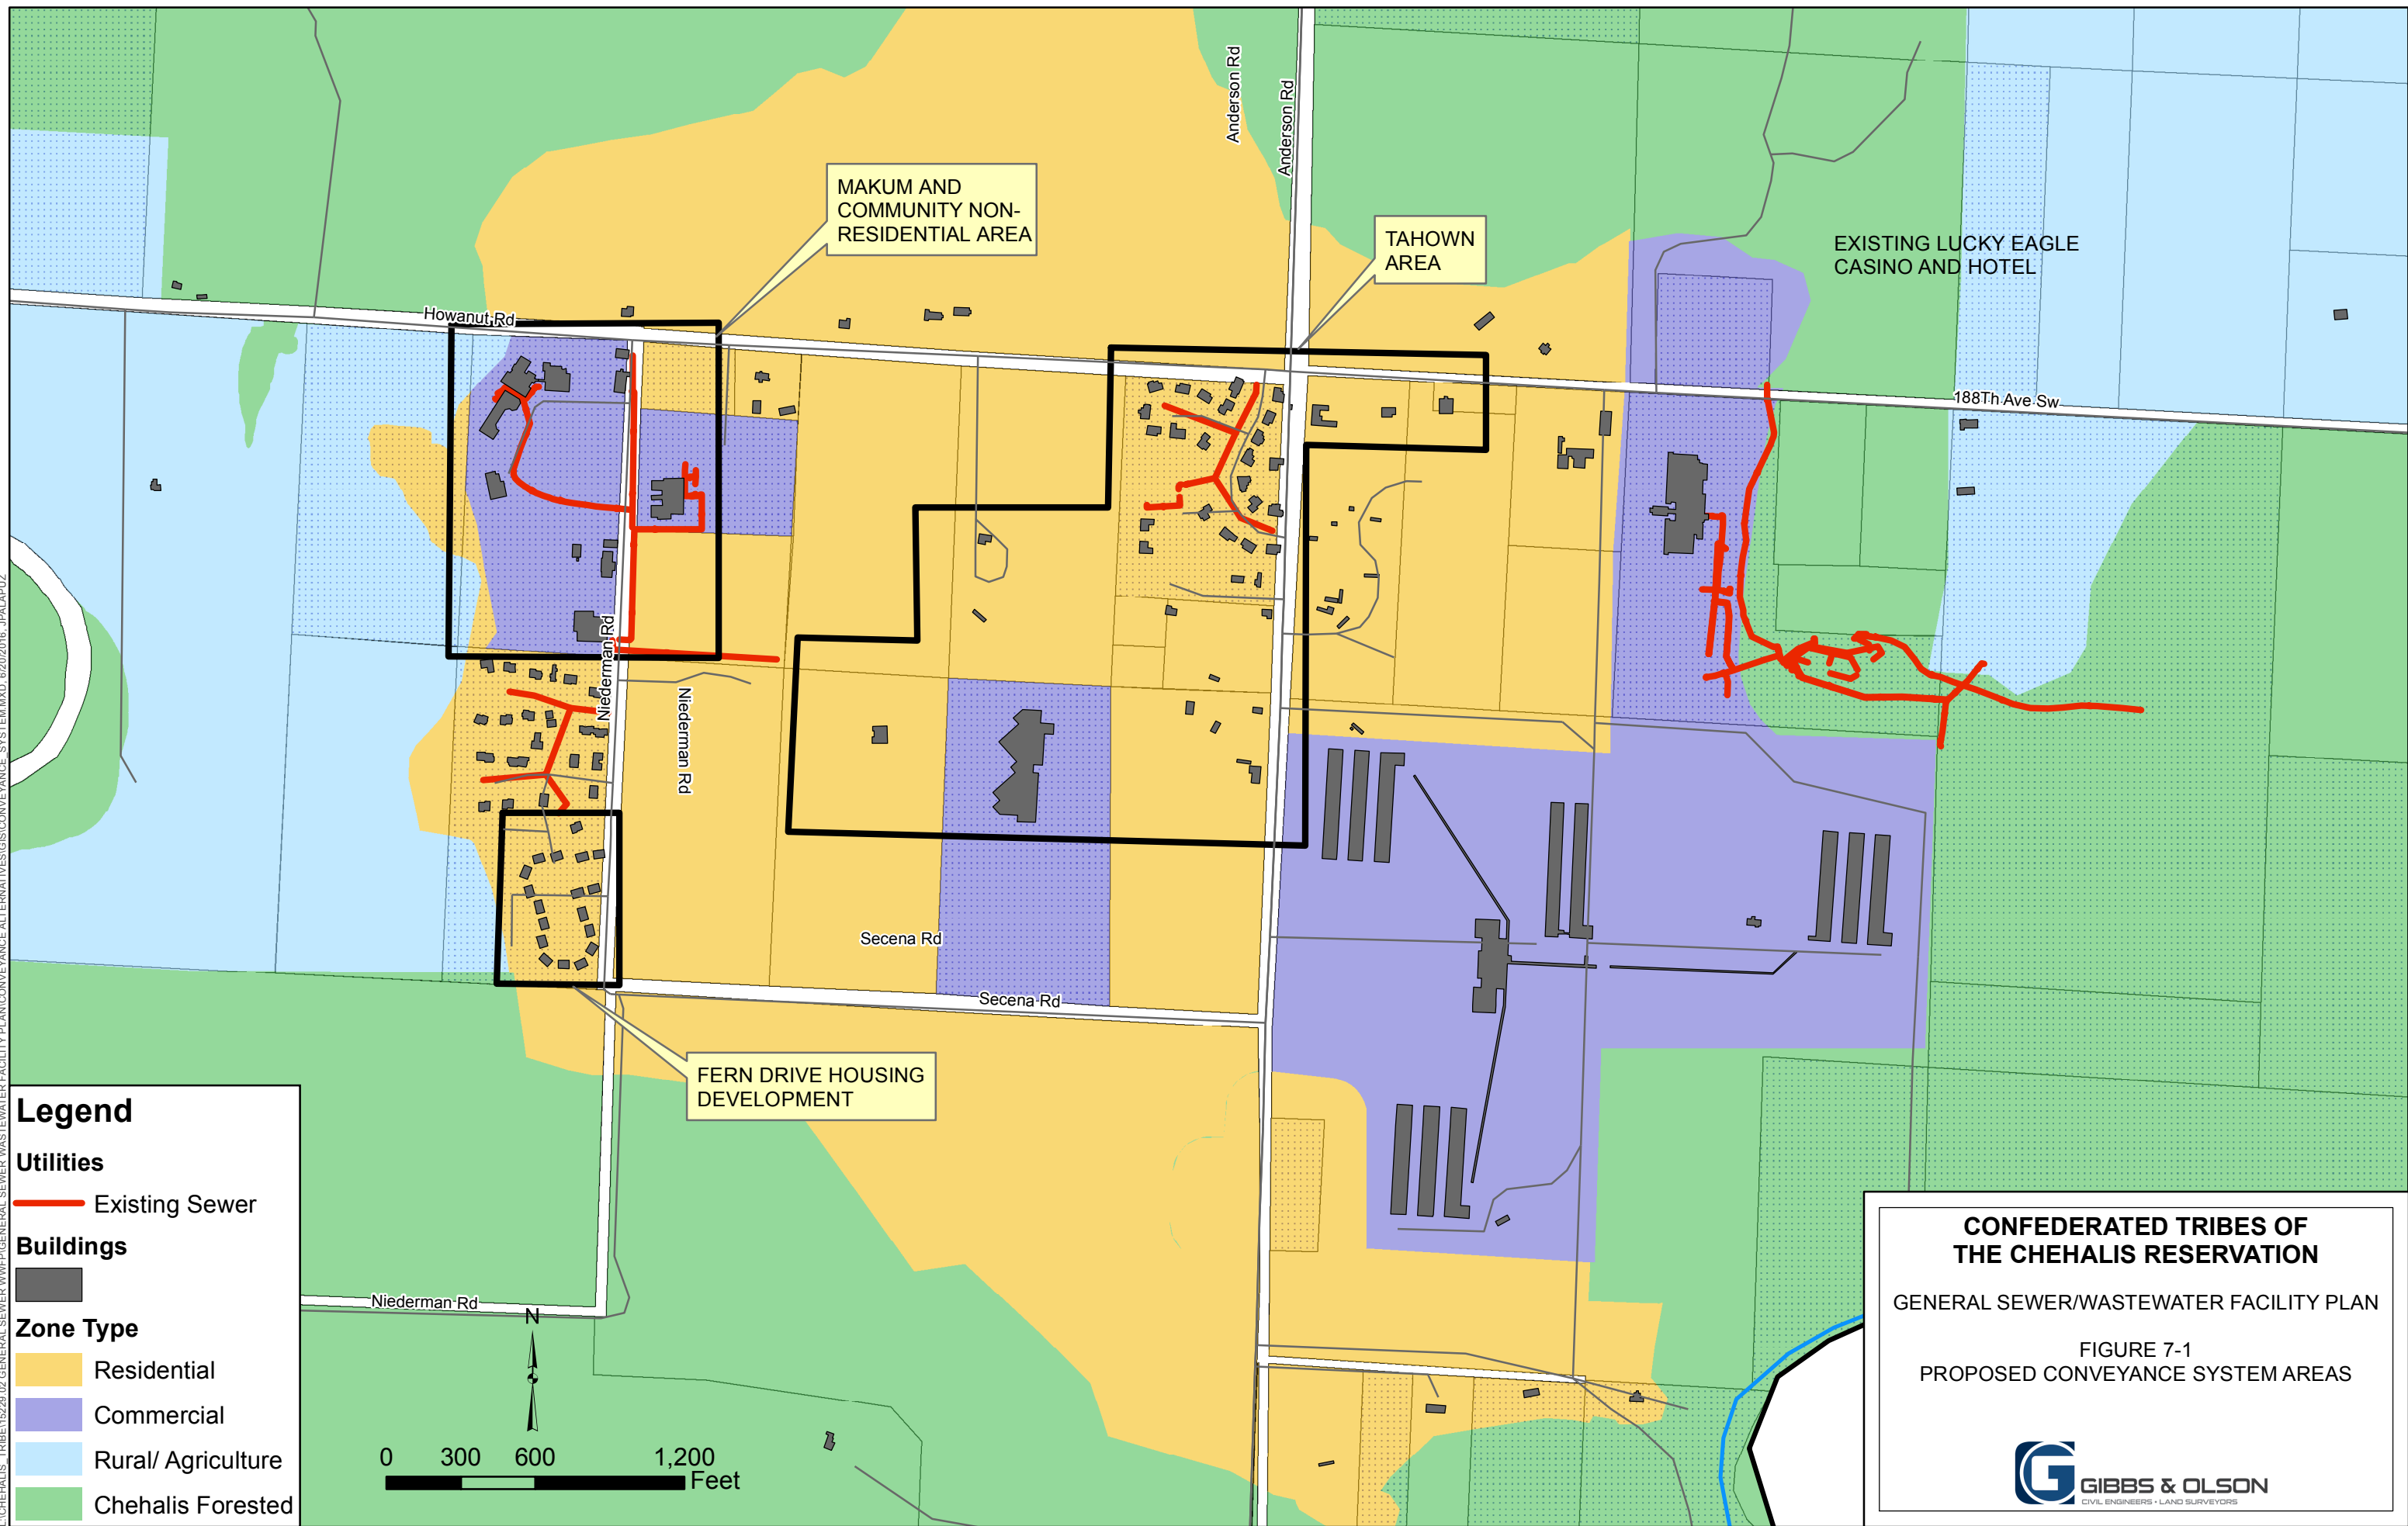 Anderson Rd
Anderson Rd
MAKUM AND
COMMUNITY NON-
RESIDENTIAL AREA
TAHOWN
AREA
EXISTING LUCKY EAGLE
CASINO AND HOTEL
Howanut Rd
188Th Ave Sw
Niederman Rd
Niederman Rd
Secena Rd
Secena Rd
FERN DRIVE HOUSING
DEVELOPMENT
Niederman Rd
Legend
Utilities
Existing Sewer
Buildings
Zone Type
Residential
Commercial
Rural/ Agriculture
Chehalis Forested
N
0 300 600 1,200
Feet
CONFEDERATED TRIBES OF
THE CHEHALIS RESERVATION
GENERAL SEWER/WASTEWATER FACILITY PLAN
FIGURE 7-1
PROPOSED CONVEYANCE SYSTEM AREAS
G
GIBBS & OLSON
CIVIL ENGINEERS • LAND SURVEYORS